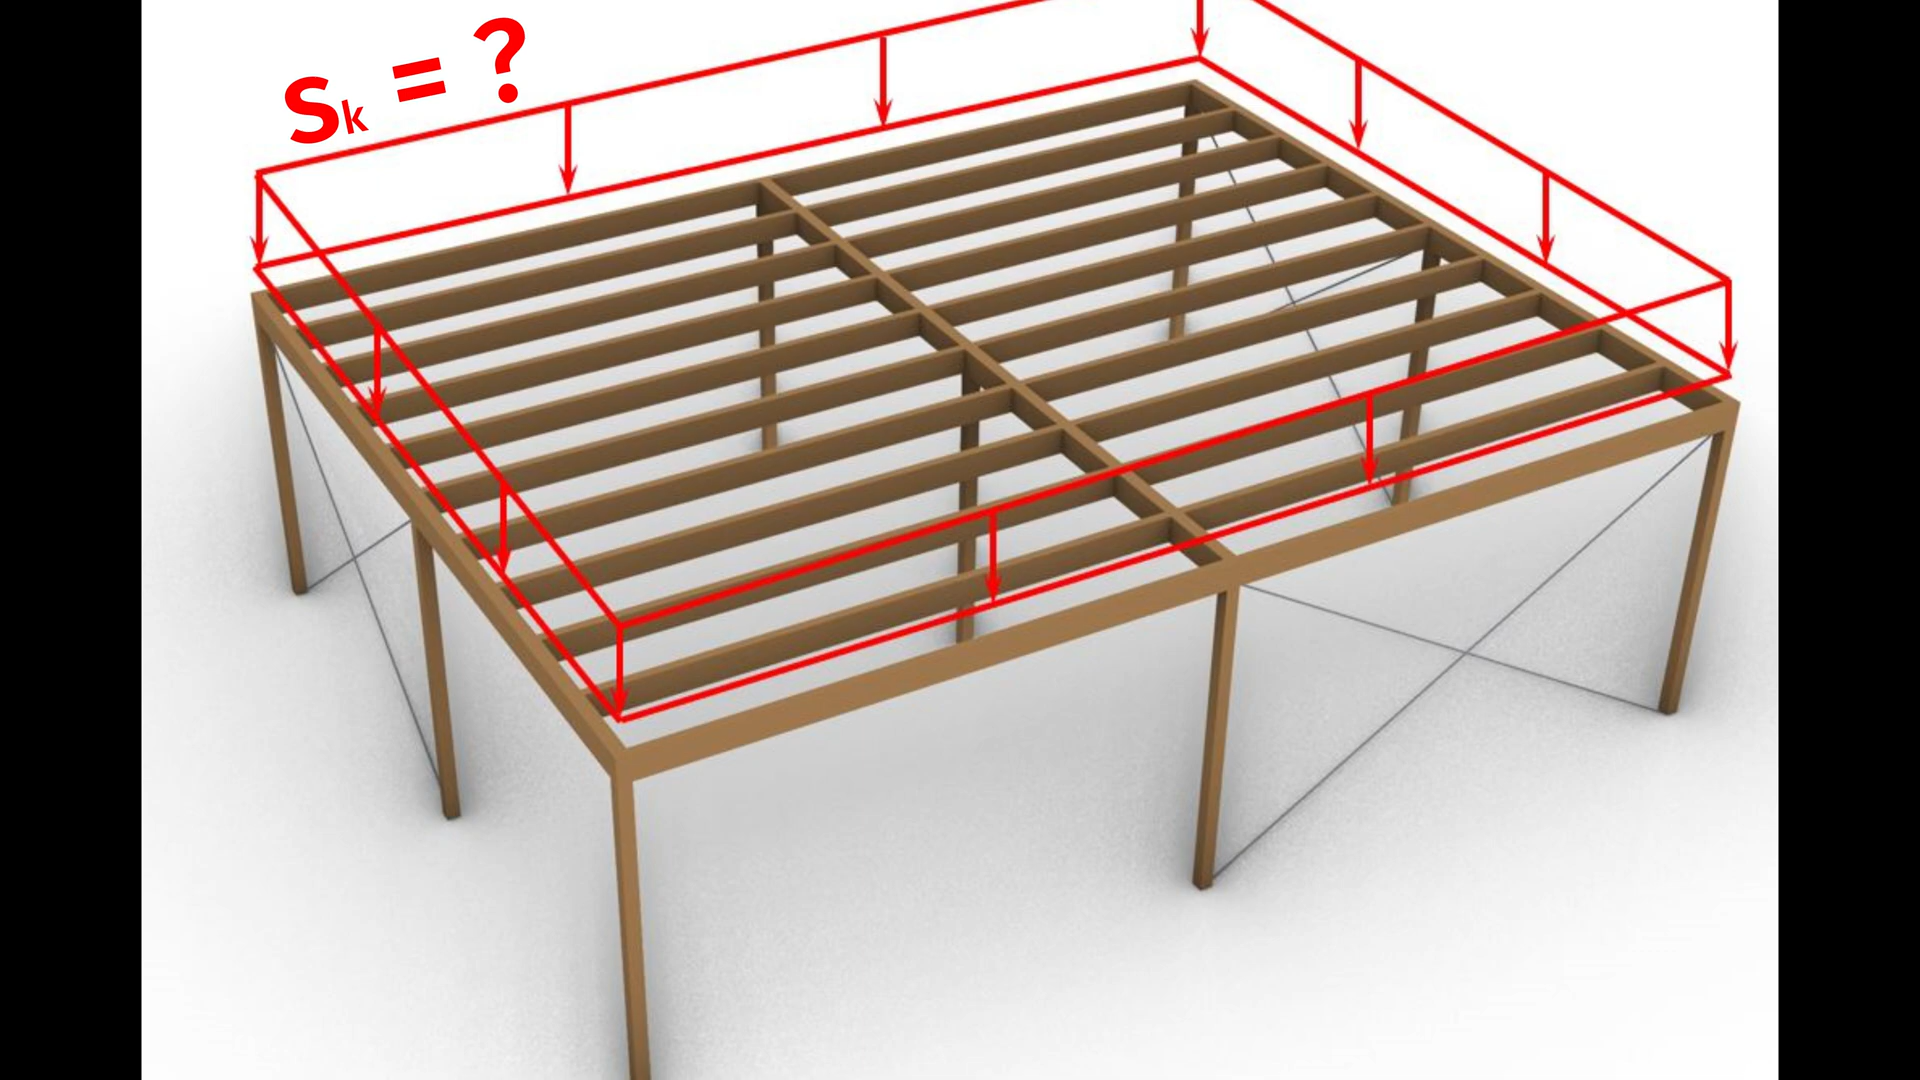 sk = ?